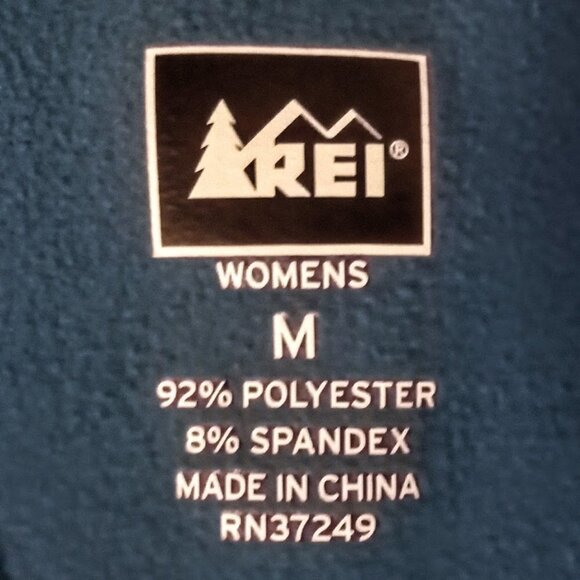 REI®
WOMENS
M
92% POLYESTER
8% SPANDEX
MADE IN CHINA
RN37249